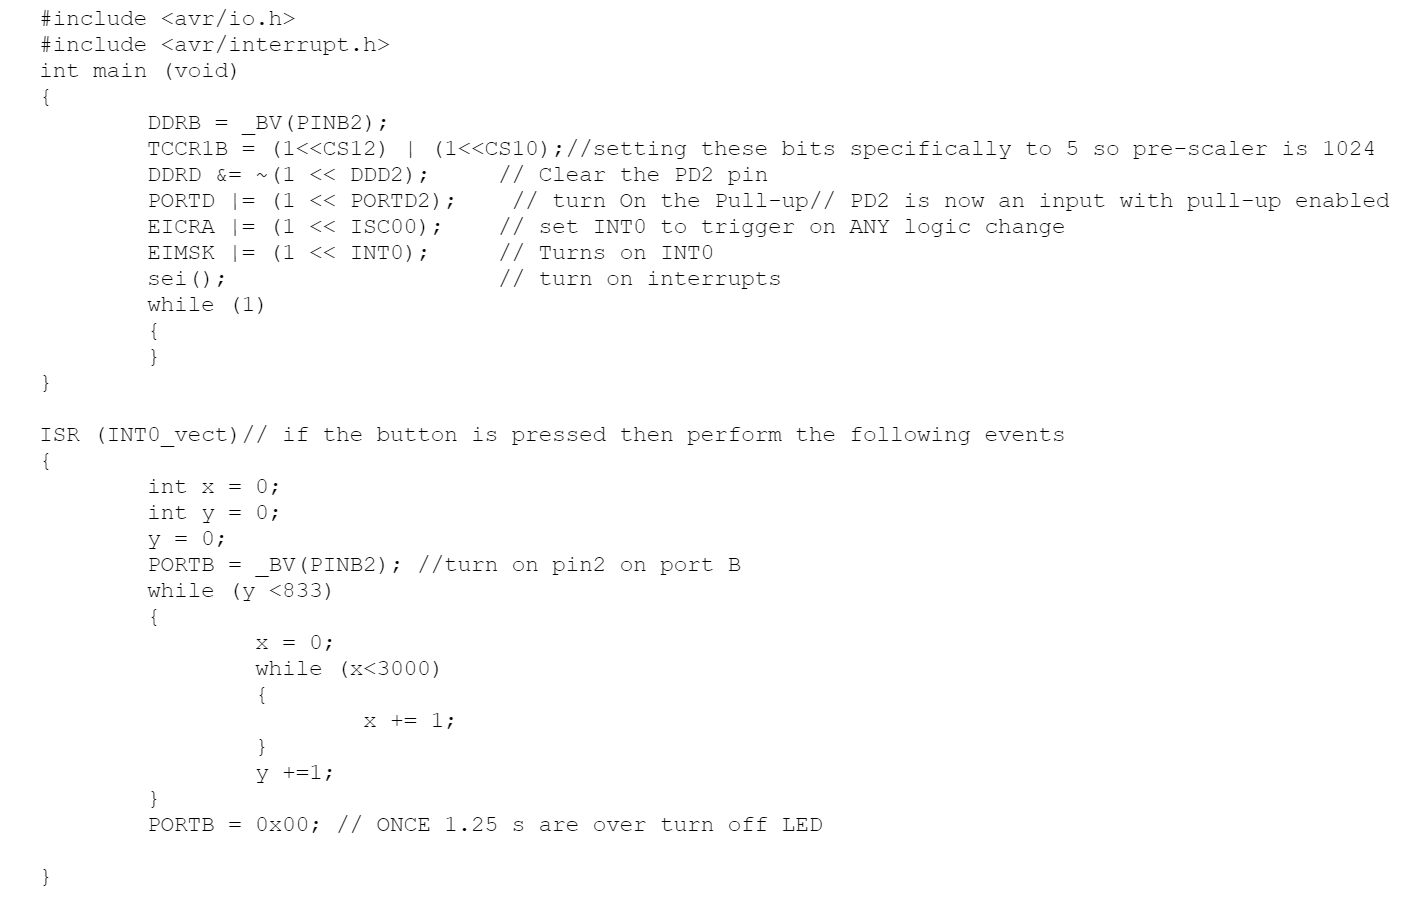 #include <avr/io.h>
#include <avr/interrupt.h>
int main (void)
{
        DDRB = _BV(PINB2);
        TCCR1B = (1<<CS12) | (1<<CS10);//setting these bits specifically to 5 so pre-scaler is 1024
        DDRD &= ~(1 << DDD2);     // Clear the PD2 pin
        PORTD |= (1 << PORTD2);    // turn On the Pull-up// PD2 is now an input with pull-up enabled
        EICRA |= (1 << ISC00);    // set INT0 to trigger on ANY logic change
        EIMSK |= (1 << INT0);     // Turns on INT0
        sei();                    // turn on interrupts
        while (1)
        {
        }
}

ISR (INT0_vect)// if the button is pressed then perform the following events
{
        int x = 0;
        int y = 0;
        y = 0;
        PORTB = _BV(PINB2); //turn on pin2 on port B
        while (y <833)
        {
                x = 0;
                while (x<3000)
                {
                        x += 1;
                }
                y +=1;
        }
        PORTB = 0x00; // ONCE 1.25 s are over turn off LED

}